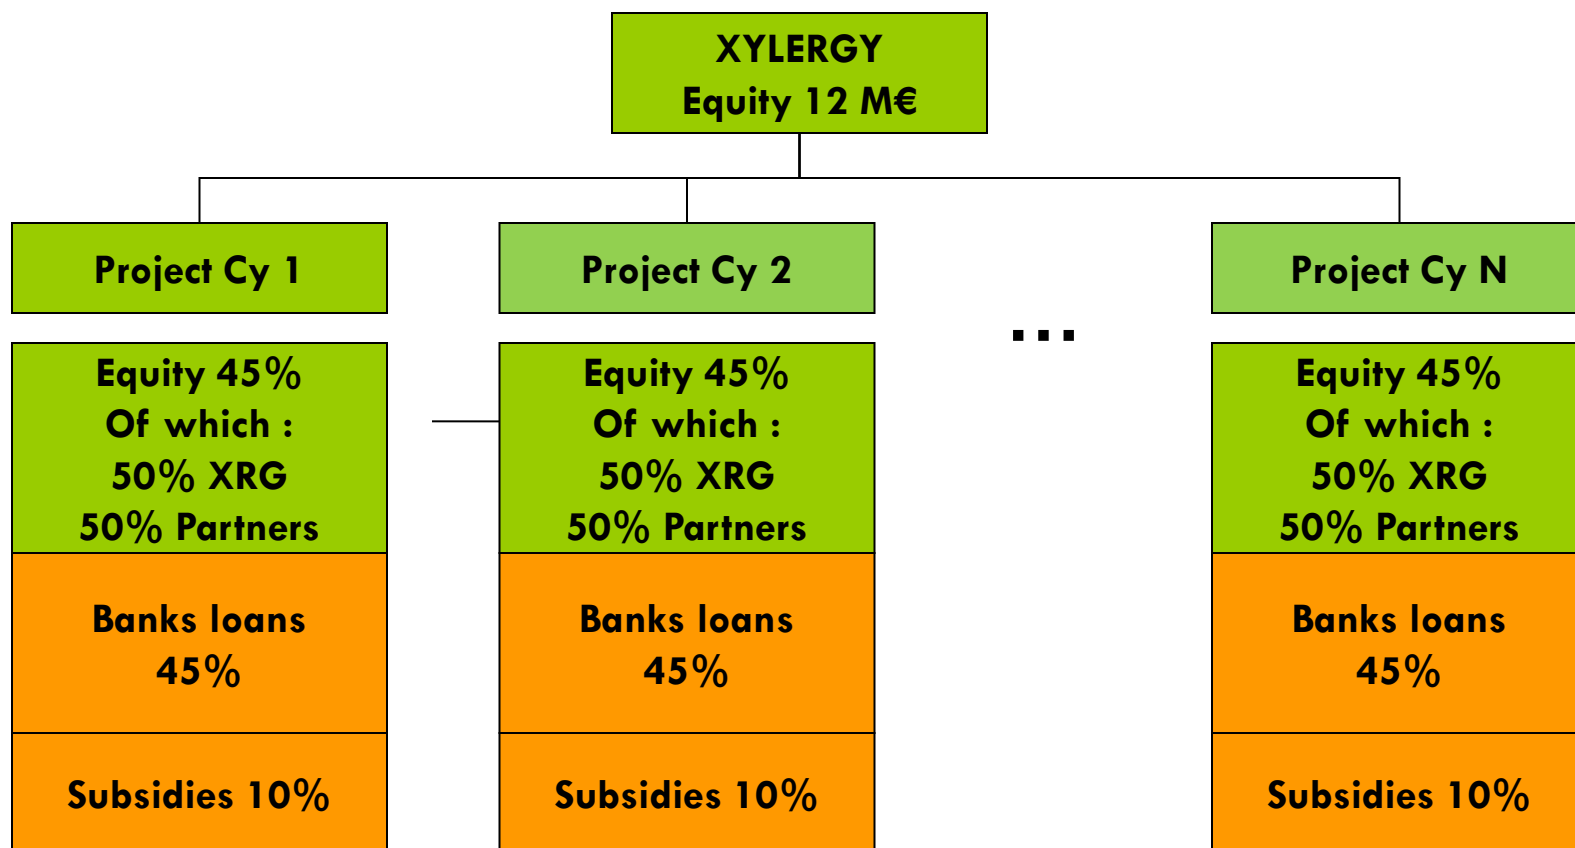 XYLERGY
Equity 12 M€
Project Cy 1
Project Cy 2
...
Project Cy N
Equity 45%
Of which :
50% XRG
50% Partners
Equity 45%
Of which :
50% XRG
50% Partners
Equity 45%
Of which :
50% XRG
50% Partners
Banks loans
45%
Banks loans
45%
Banks loans
45%
Subsidies 10%
Subsidies 10%
Subsidies 10%